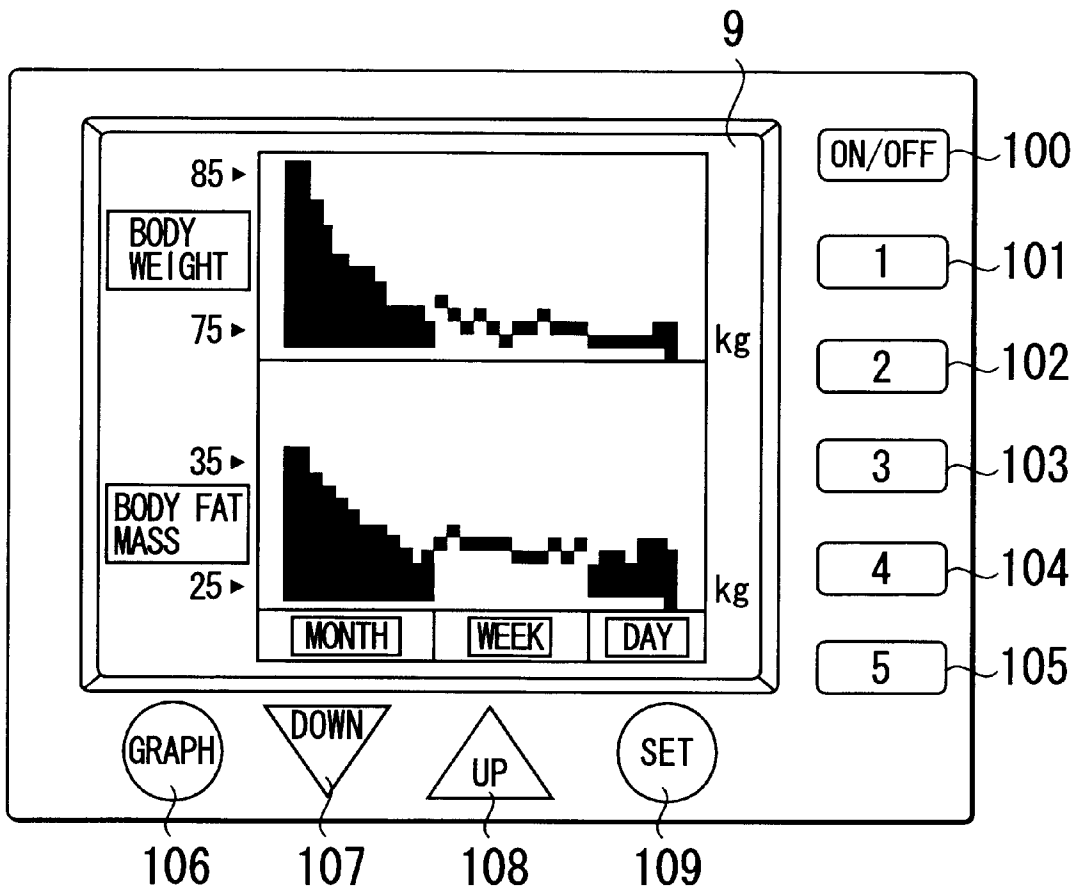 9
85 ►
BODY
WEIGHT
75 ►
kg
35 ►
BODY FAT
MASS
25 ►
kg
MONTH
WEEK
DAY
ON/OFF
100
1
101
2
102
3
103
4
104
5
105
GRAPH
DOWN
UP
SET
106
107
108
109